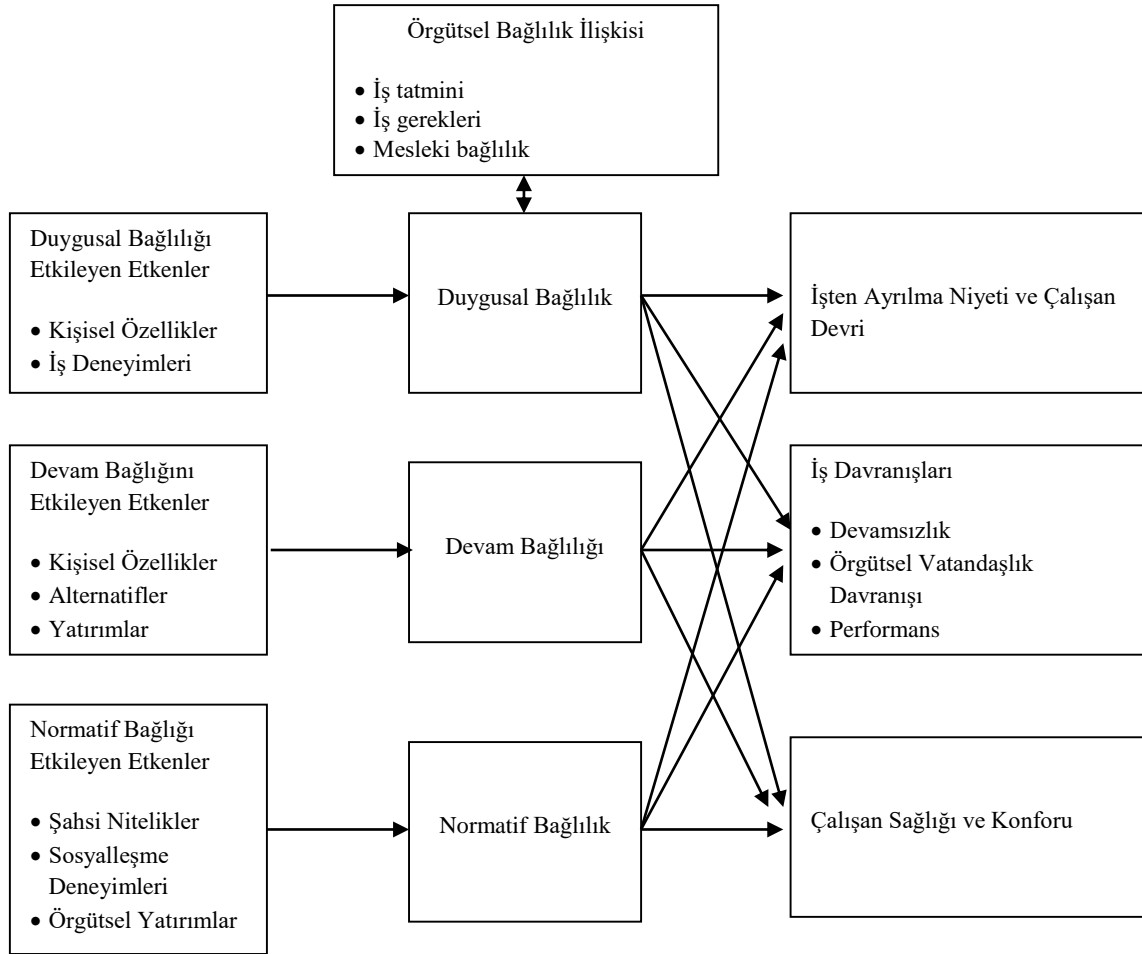 Örgütsel Bağlılık İlişkisi
• İş tatmini
• İş gerekleri
• Mesleki bağlılık
Duygusal Bağlılığı
Etkileyen Etkenler
• Kişisel Özellikler
• İş Deneyimleri
Duygusal Bağlılık
İşten Ayrılma Niyeti ve Çalışan
Devri
Devam Bağlığını
Etkileyen Etkenler
• Kişisel Özellikler
• Alternatifler
• Yatırımlar
Devam Bağlılığı
İş Davranışları
• Devamsızlık
• Örgütsel Vatandaşlık
Davranışı
• Performans
Normatif Bağlığı
Etkileyen Etkenler
• Şahsi Nitelikler
• Sosyalleşme
Deneyimleri
• Örgütsel Yatırımlar
Normatif Bağlılık
Çalışan Sağlığı ve Konforu